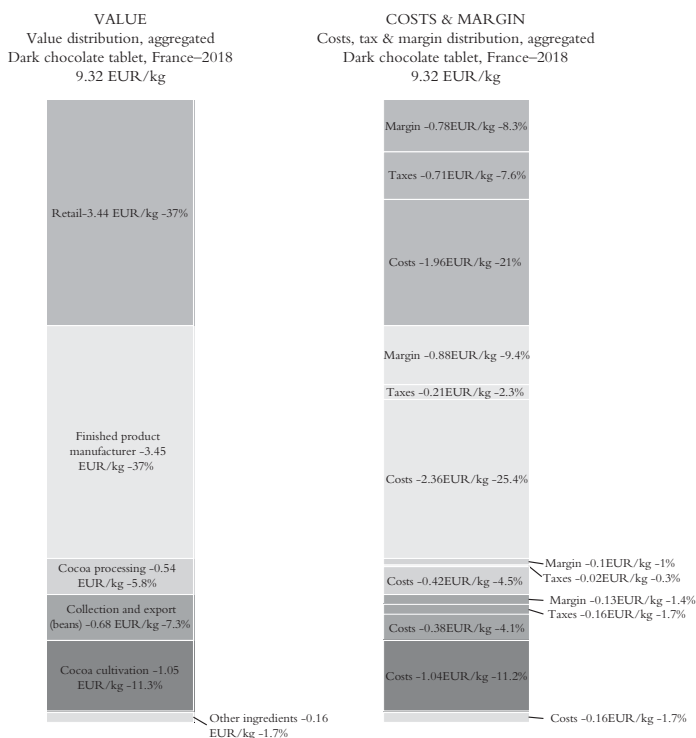 VALUE
Value distribution, aggregated
Dark chocolate tablet, France–2018
9.32 EUR/kg
Retail-3.44 EUR/kg -37%
Finished product
manufacturer -3.45
EUR/kg -37%
Cocoa processing -0.54
EUR/kg -5.8%
Collection and export
(beans) -0.68 EUR/kg -7.3%
Cocoa cultivation -1.05
EUR/kg -11.3%
Other ingredients -0.16
EUR/kg -1.7%
COSTS & MARGIN
Costs, tax & margin distribution, aggregated
Dark chocolate tablet, France–2018
9.32 EUR/kg
Margin -0.78EUR/kg -8.3%
Taxes -0.71EUR/kg -7.6%
Costs -1.96EUR/kg -21%
Margin -0.88EUR/kg -9.4%
Taxes -0.21EUR/kg -2.3%
Costs -2.36EUR/kg -25.4%
Margin -0.1EUR/kg -1%
Taxes -0.02EUR/kg -0.3%
Costs -0.42EUR/kg -4.5%
Margin -0.13EUR/kg -1.4%
Taxes -0.16EUR/kg -1.7%
Costs -0.38EUR/kg -4.1%
Costs -1.04EUR/kg -11.2%
Costs -0.16EUR/kg -1.7%